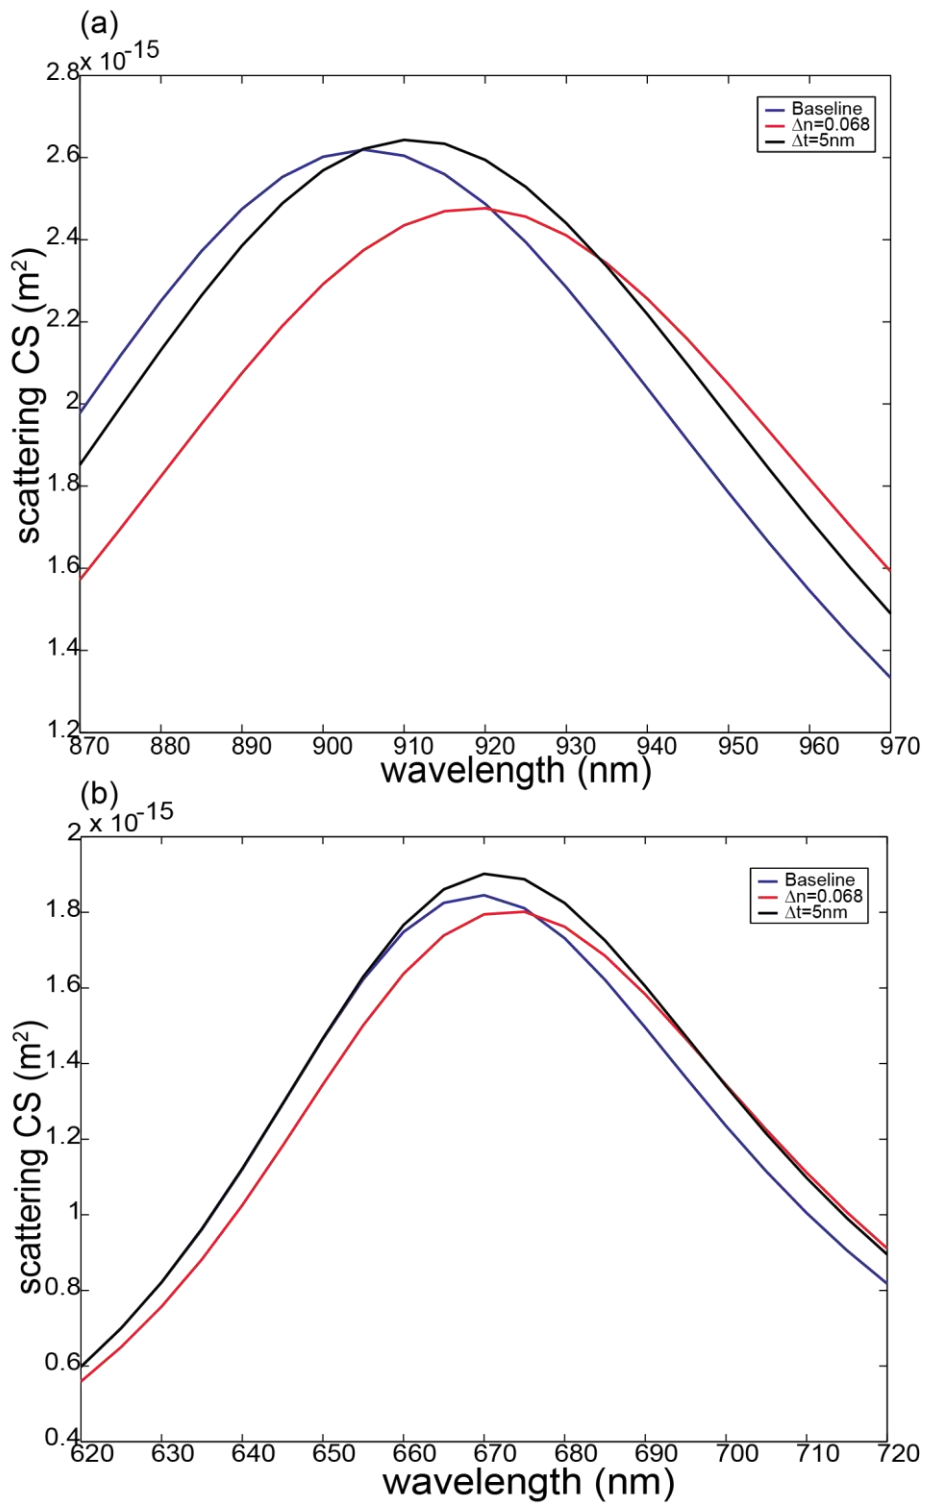 (a)
x 10-15
2.8
2.6
2.4
2.2
2
1.8
1.6
1.4
1.2
scattering CS (m2)
Baseline
Δn=0.068
Δt=5nm
870 880 890 900 910 920 930 940 950 960 970
wavelength (nm)
(b)
x 10-15
2
1.8
1.6
1.4
1.2
1
0.8
0.6
0.4
scattering CS (m2)
Baseline
Δn=0.068
Δt=5nm
620 630 640 650 660 670 680 690 700 710 720
wavelength (nm)